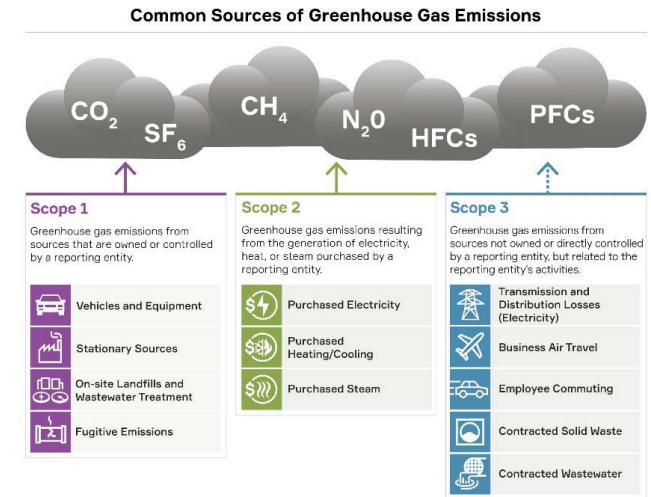 Common Sources of Greenhouse Gas Emissions
CO₂
SF₆
CH₄
N₂0
HFCs
PFCs
Scope 1
Greenhouse gas emissions from
sources that are owned or controlled
by a reporting entity.
Vehicles and Equipment
Stationary Sources
On-site Landfills and
Wastewater Treatment
Fugitive Emissions
Scope 2
Greenhouse gas emissions resulting
from the generation of electricity,
heat, or steam purchased by a
reporting entity.
$
Purchased Electricity
$
Purchased
Heating/Cooling
$
Purchased Steam
Scope 3
Greenhouse gas emissions from
sources not owned or directly controlled
by a reporting entity, but related to the
reporting entity's activities.
Transmission and
Distribution Losses
(Electricity)
Business Air Travel
Employee Commuting
Contracted Solid Waste
Contracted Wastewater